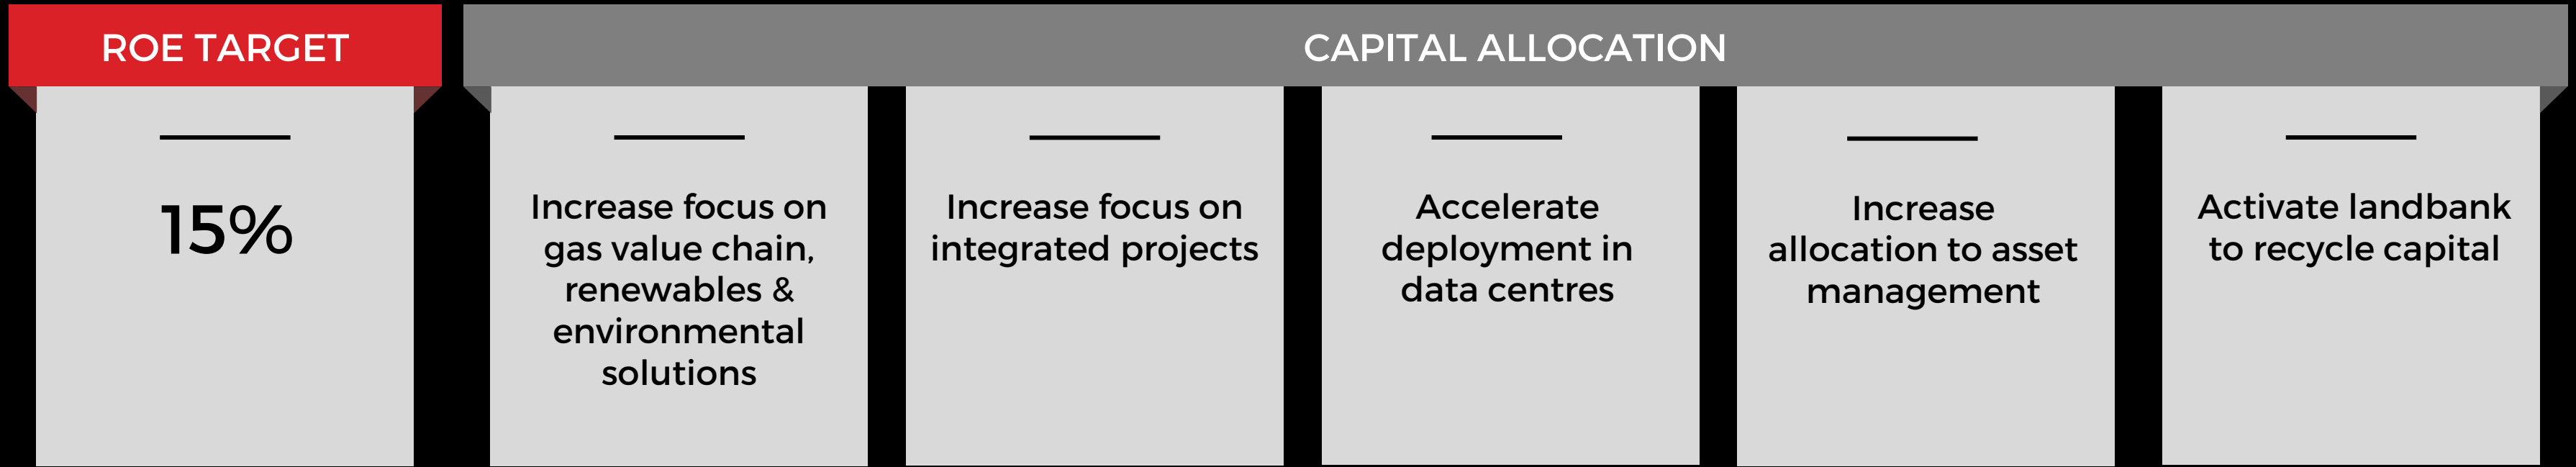 ROE TARGET
CAPITAL ALLOCATION
15%
Increase focus on
gas value chain,
renewables &
environmental
solutions
Increase focus on
integrated projects
Accelerate
deployment in
data centres
Increase
allocation to asset
management
Activate landbank
to recycle capital